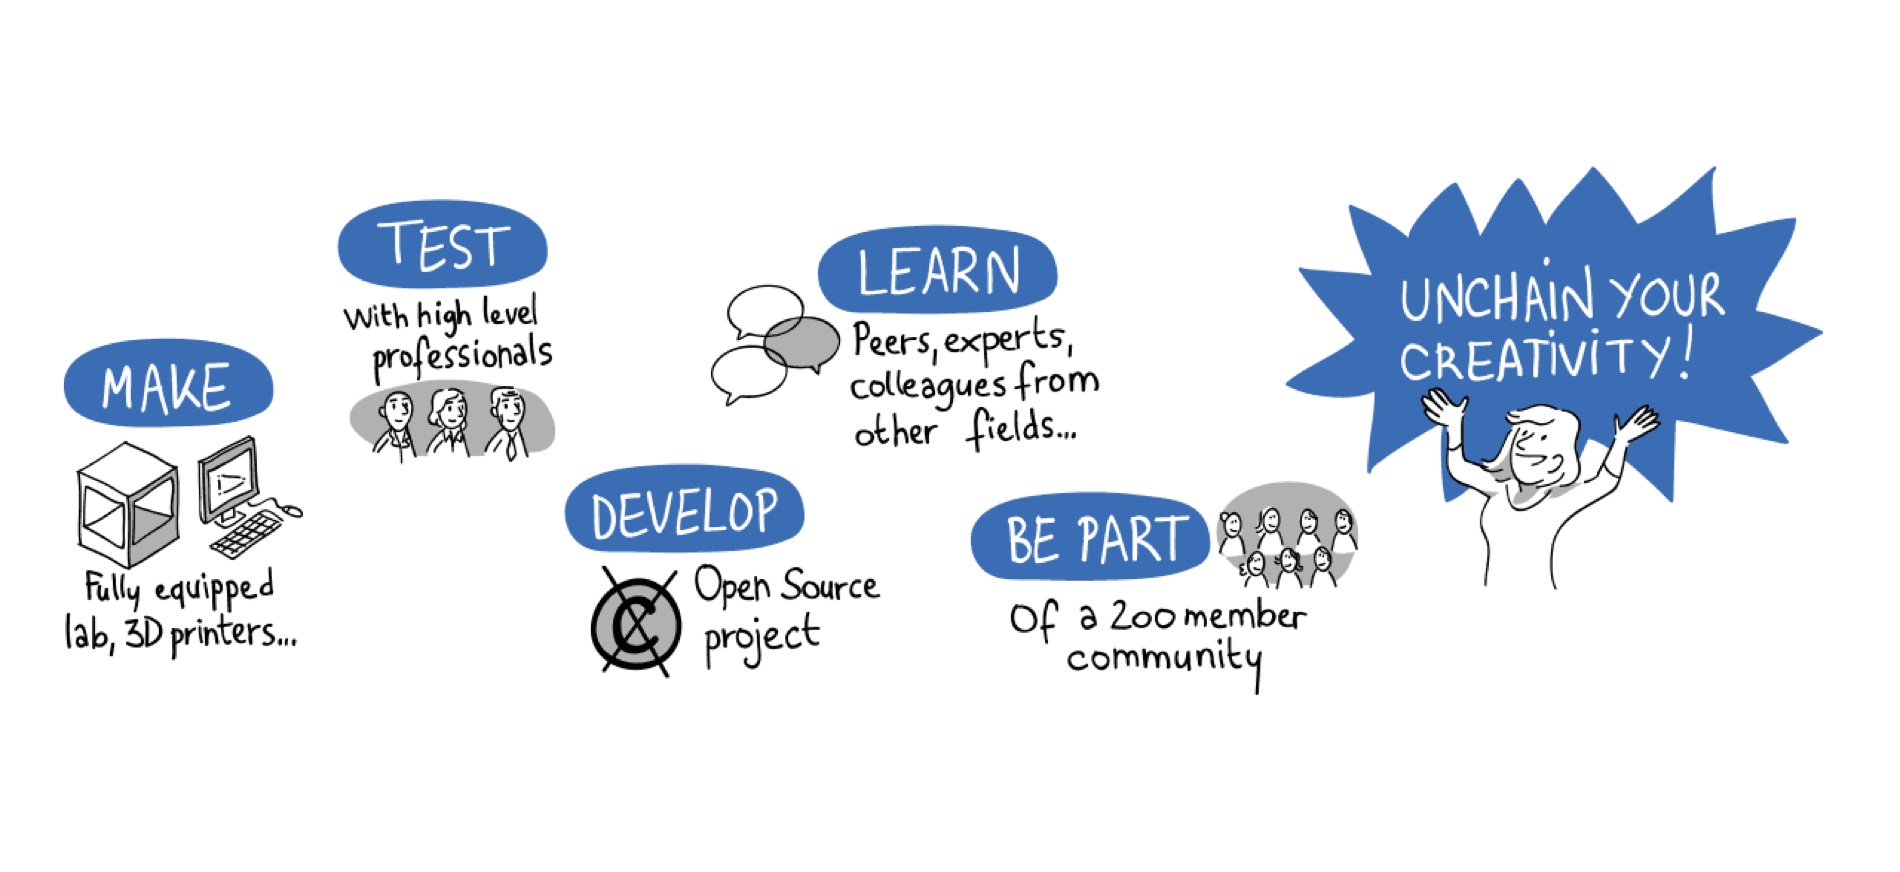 MAKE
Fully equipped
lab, 3D printers...
TEST
With high level
professionals
DEVELOP
C
Open Source
project
LEARN
Peers, experts,
colleagues from
other fields...
BE PART
Of a 200 member
community
UNCHAiN YOUR
CREATiViTY!